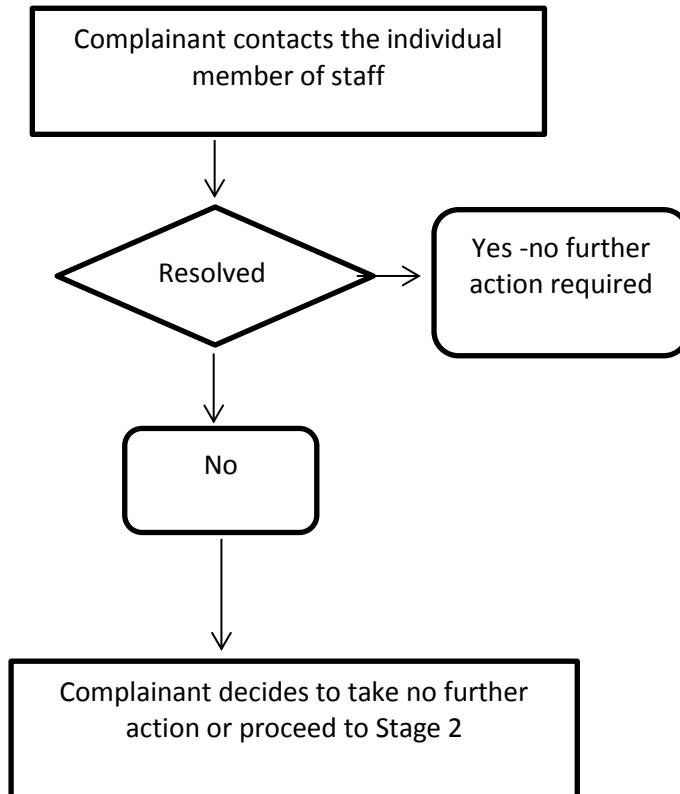 Complainant contacts the individual
member of staff
Resolved
Yes -no further
action required
No
Complainant decides to take no further
action or proceed to Stage 2